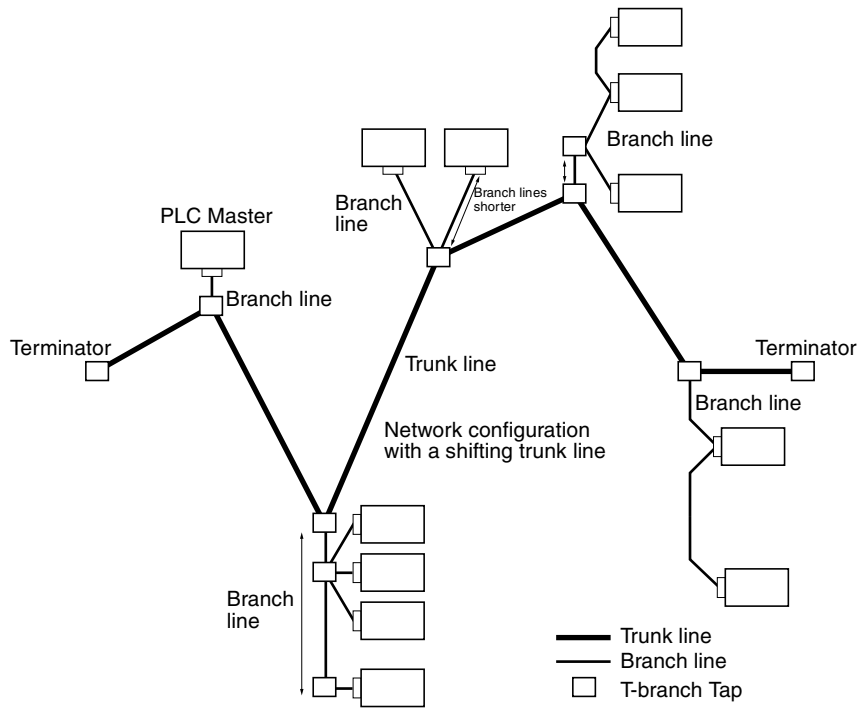 Branch line
Branch
line
Branch lines
shorter
PLC Master
Branch line
Terminator
Terminator
Trunk line
Branch line
Network configuration
with a shifting trunk line
Branch
line
Trunk line
Branch line
T-branch Tap